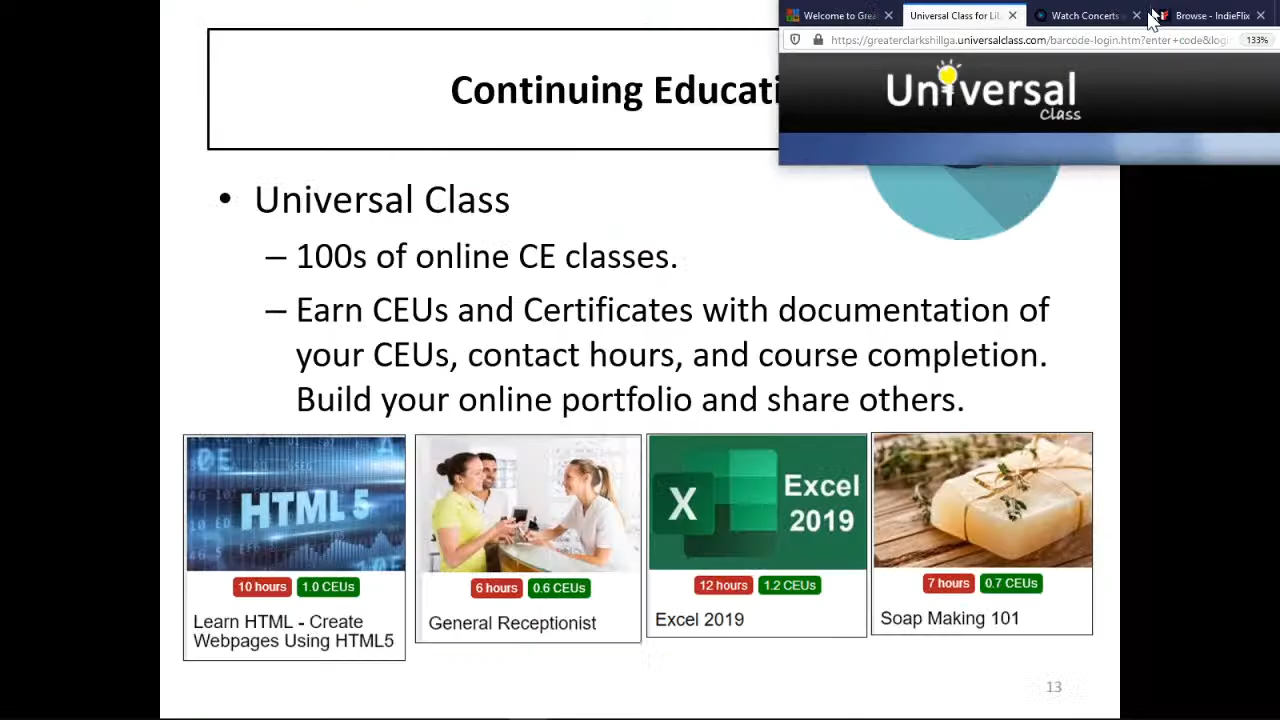 Welcome to Grea
Universal Class for Lib
Watch Concerts
Browse - IndieFlix
https://greaterclarkshillga.universalclass.com/barcode-login.htm?enter+code&logi
133%
Universal
Class
Continuing Educati
• Universal Class
– 100s of online CE classes.
– Earn CEUs and Certificates with documentation of
your CEUs, contact hours, and course completion.
Build your online portfolio and share others.
HTML 5
10 hours 1.0 CEUs
Learn HTML - Create
Webpages Using HTML5
6 hours 0.6 CEUs
General Receptionist
X
Excel
2019
12 hours 1.2 CEUs
Excel 2019
7 hours 0.7 CEUs
Soap Making 101
13